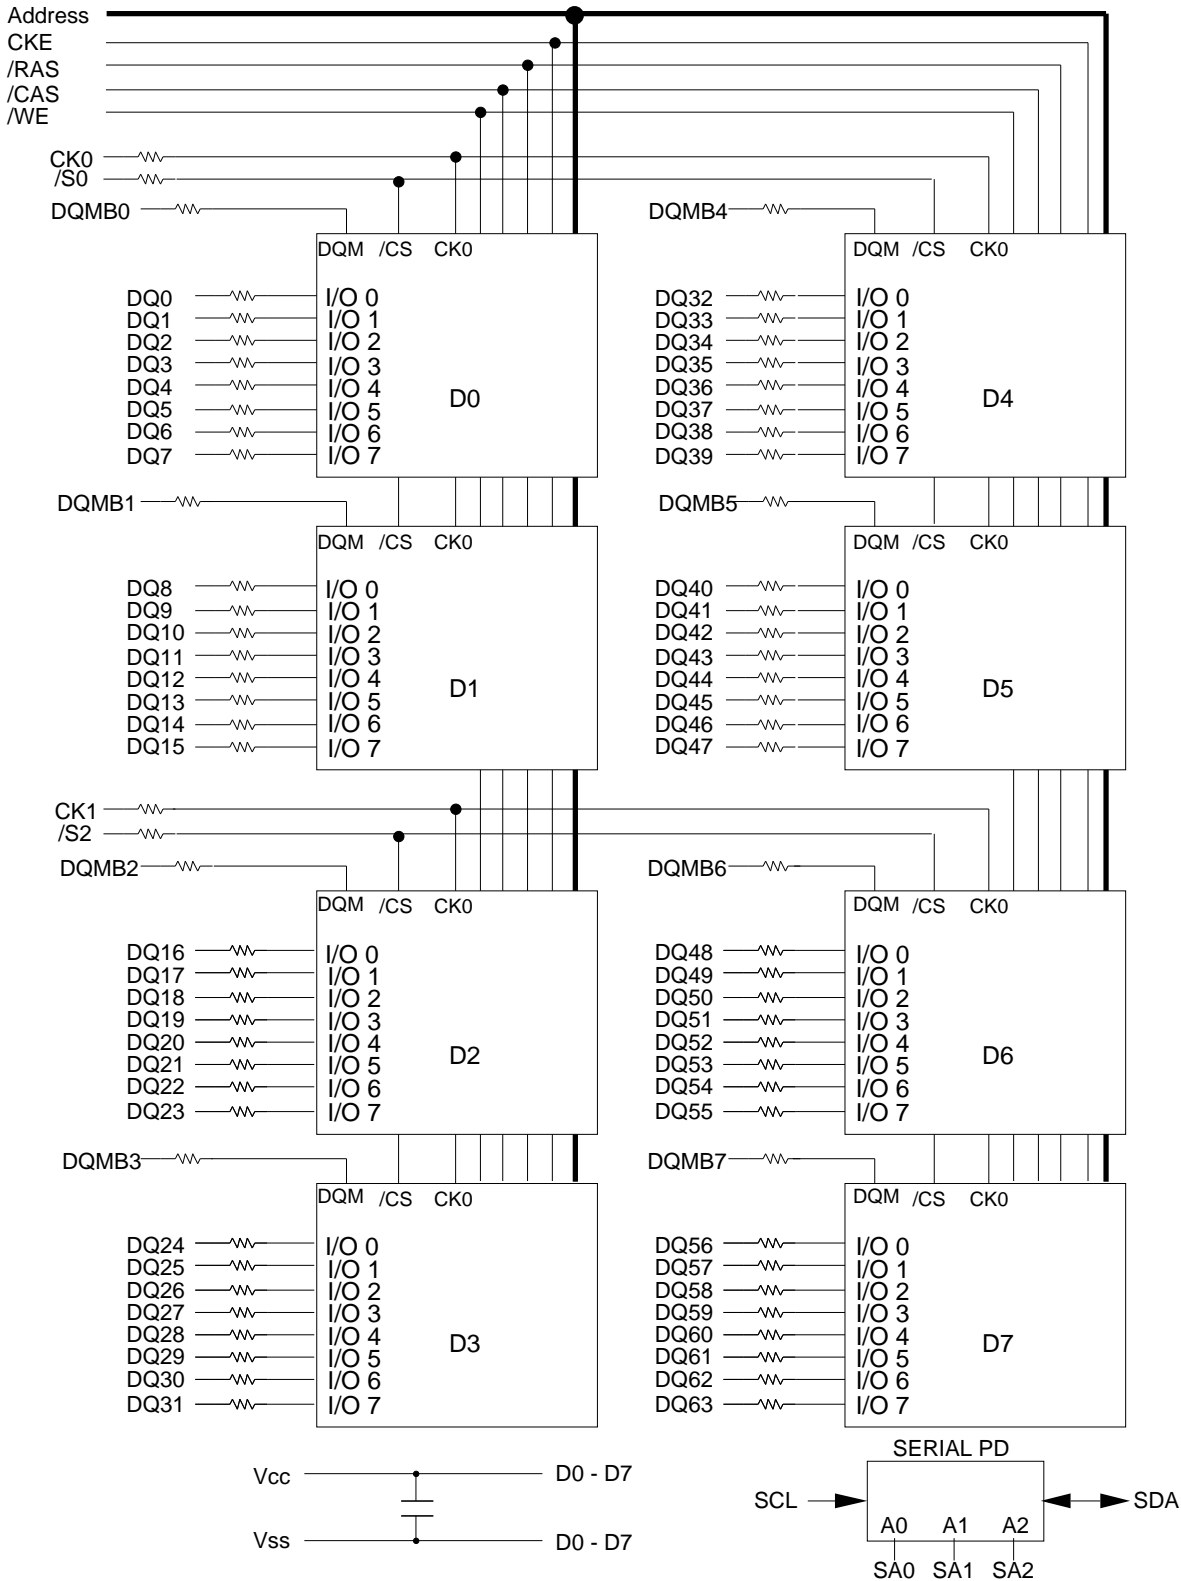 Address
CKE
/RAS
/CAS
/WE
CK0
/S0
DQMB0
DQMB4
DQM /CS CK0
DQM /CS CK0
DQ0 I/O 0
DQ1 I/O 1
DQ2 I/O 2
DQ3 I/O 3
DQ4 I/O 4
DQ5 I/O 5
DQ6 I/O 6
DQ7 I/O 7
D0
DQ32 I/O 0
DQ33 I/O 1
DQ34 I/O 2
DQ35 I/O 3
DQ36 I/O 4
DQ37 I/O 5
DQ38 I/O 6
DQ39 I/O 7
D4
DQMB1
DQMB5
DQM /CS CK0
DQM /CS CK0
DQ8 I/O 0
DQ9 I/O 1
DQ10 I/O 2
DQ11 I/O 3
DQ12 I/O 4
DQ13 I/O 5
DQ14 I/O 6
DQ15 I/O 7
D1
DQ40 I/O 0
DQ41 I/O 1
DQ42 I/O 2
DQ43 I/O 3
DQ44 I/O 4
DQ45 I/O 5
DQ46 I/O 6
DQ47 I/O 7
D5
CK1
/S2
DQMB2
DQMB6
DQM /CS CK0
DQM /CS CK0
DQ16 I/O 0
DQ17 I/O 1
DQ18 I/O 2
DQ19 I/O 3
DQ20 I/O 4
DQ21 I/O 5
DQ22 I/O 6
DQ23 I/O 7
D2
DQ48 I/O 0
DQ49 I/O 1
DQ50 I/O 2
DQ51 I/O 3
DQ52 I/O 4
DQ53 I/O 5
DQ54 I/O 6
DQ55 I/O 7
D6
DQMB3
DQMB7
DQM /CS CK0
DQM /CS CK0
DQ24 I/O 0
DQ25 I/O 1
DQ26 I/O 2
DQ27 I/O 3
DQ28 I/O 4
DQ29 I/O 5
DQ30 I/O 6
DQ31 I/O 7
D3
DQ56 I/O 0
DQ57 I/O 1
DQ58 I/O 2
DQ59 I/O 3
DQ60 I/O 4
DQ61 I/O 5
DQ62 I/O 6
DQ63 I/O 7
D7
Vcc D0 - D7
Vss D0 - D7
SERIAL PD
SCL SDA
A0 A1 A2
SA0 SA1 SA2